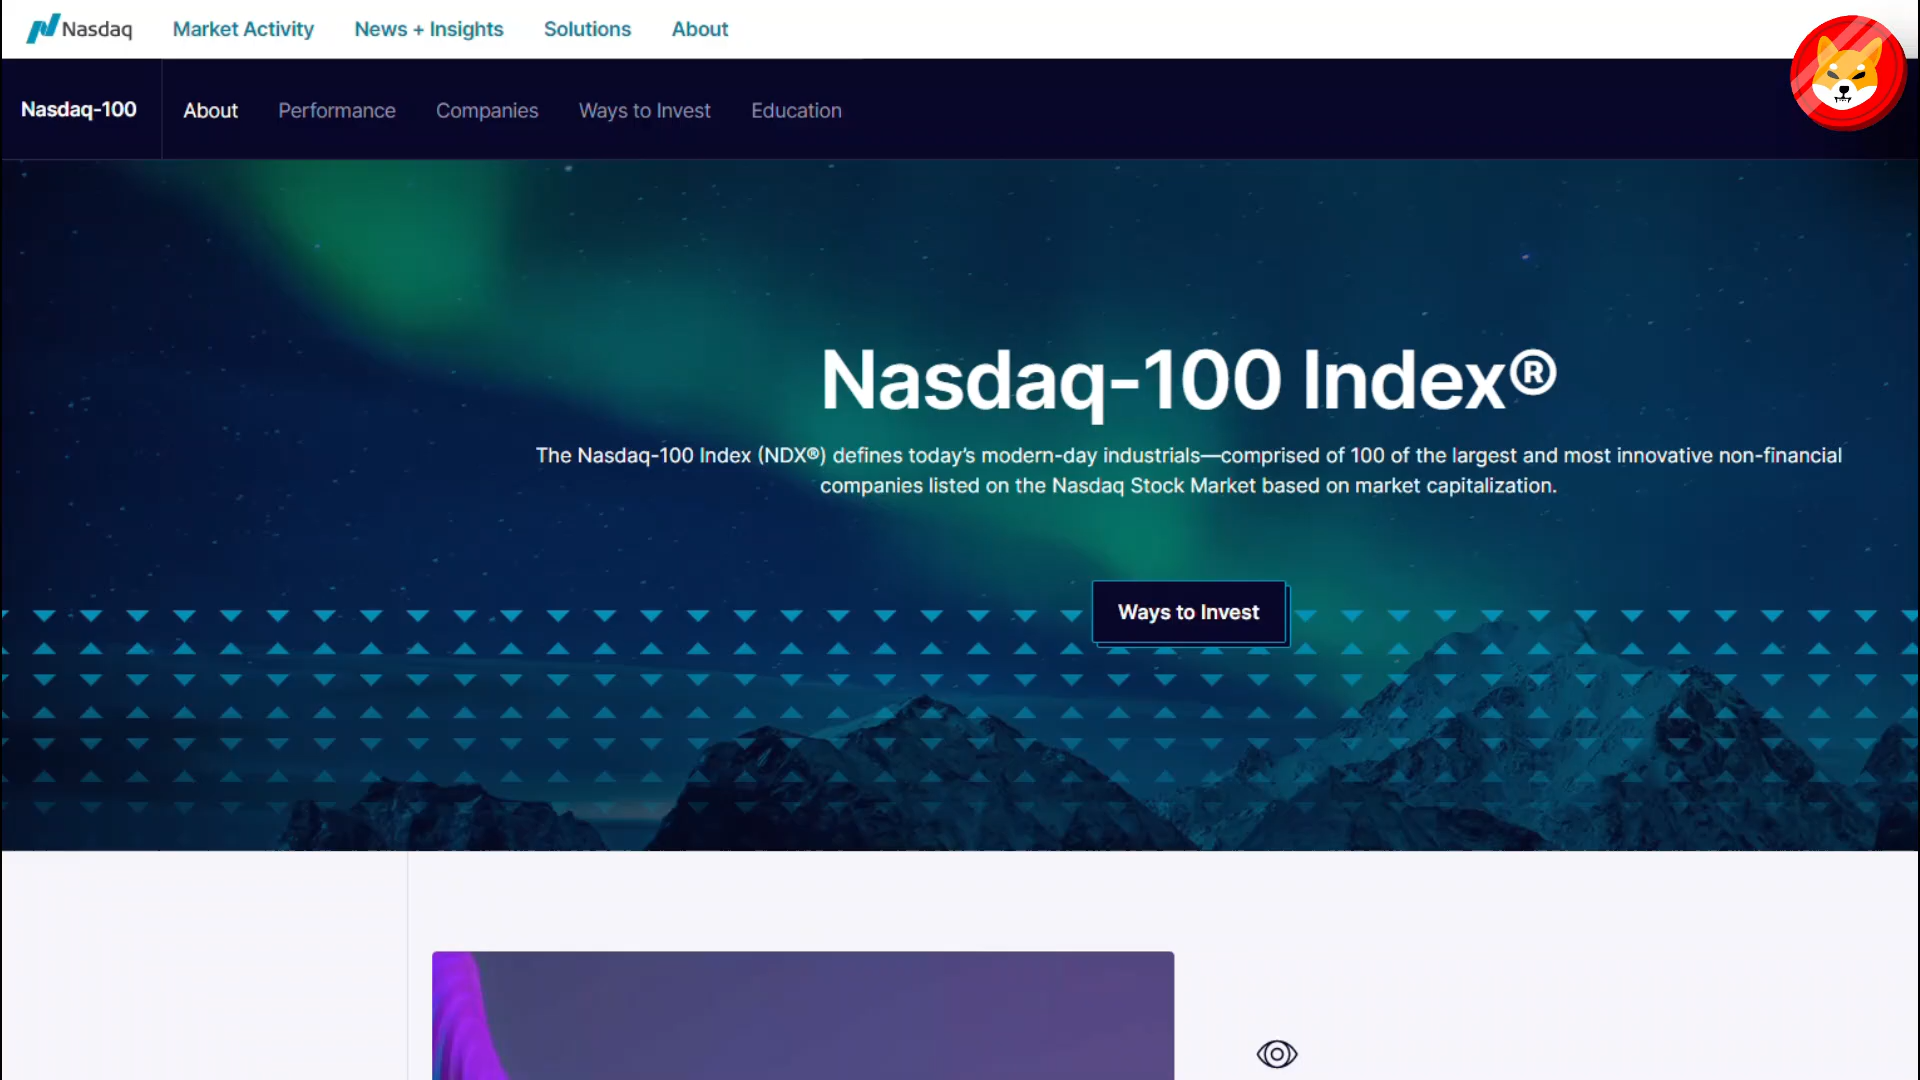 Nasdaq Market Activity News + Insights Solutions About
Nasdaq-100 About Performance Companies Ways to Invest Education
Nasdaq-100 Index®
The Nasdaq-100 Index (NDX®) defines today's modern-day industrials—comprised of 100 of the largest and most innovative non-financial
companies listed on the Nasdaq Stock Market based on market capitalization.
Ways to Invest